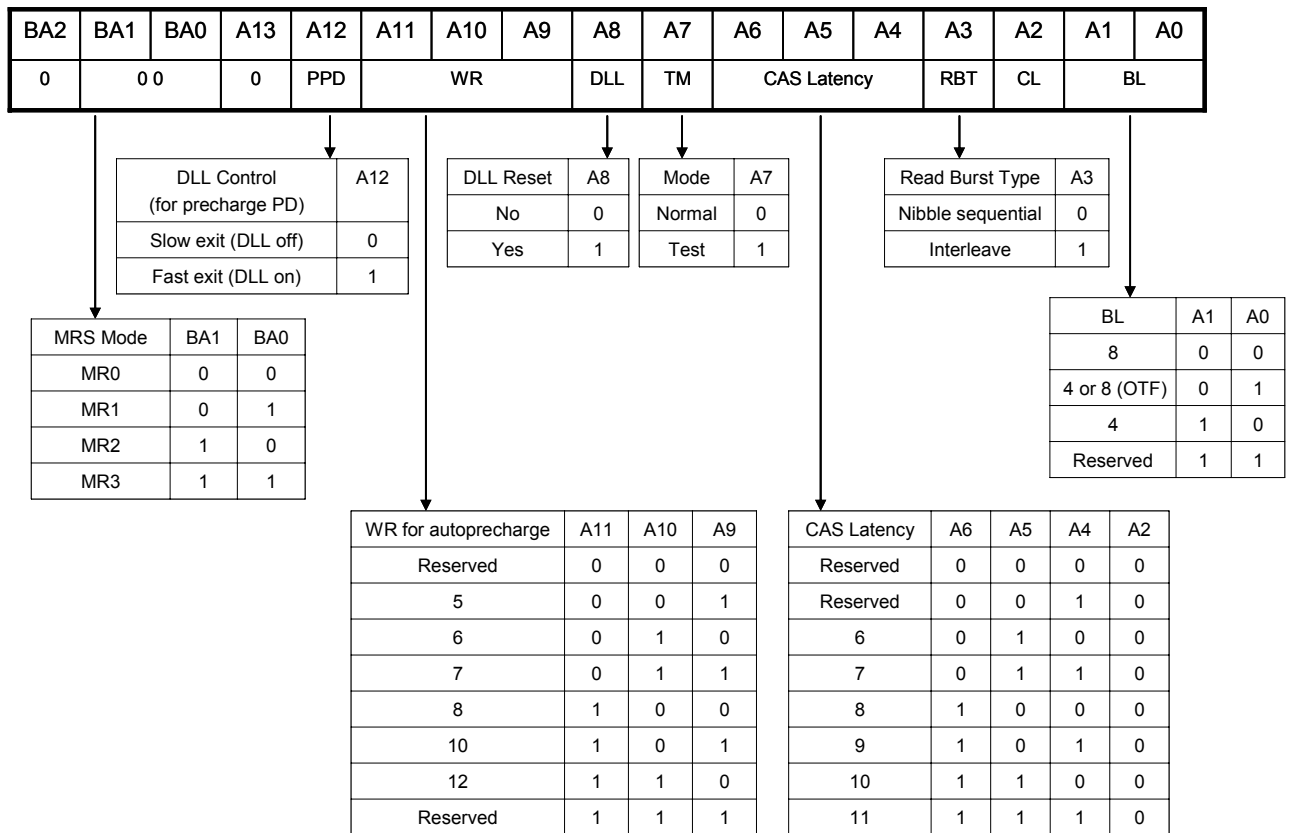 BA2 BA1 BA0 A13 A12 A11 A10 A9 A8 A7 A6 A5 A4 A3 A2 A1 A0
0 0 0 0 PPD WR DLL TM CAS Latency RBT CL BL
DLL Control (for precharge PD) A12
Slow exit (DLL off) 0
Fast exit (DLL on) 1
DLL Reset A8
No 0
Yes 1
Mode A7
Normal 0
Test 1
Read Burst Type A3
Nibble sequential 0
Interleave 1
MRS Mode BA1 BA0
MR0 0 0
MR1 0 1
MR2 1 0
MR3 1 1
BL A1 A0
8 0 0
4 or 8 (OTF) 0 1
4 1 0
Reserved 1 1
WR for autoprecharge A11 A10 A9
Reserved 0 0 0
5 0 0 1
6 0 1 0
7 0 1 1
8 1 0 0
10 1 0 1
12 1 1 0
Reserved 1 1 1
CAS Latency A6 A5 A4 A2
Reserved 0 0 0 0
Reserved 0 0 1 0
6 0 1 0 0
7 0 1 1 0
8 1 0 0 0
9 1 0 1 0
10 1 1 0 0
11 1 1 1 0